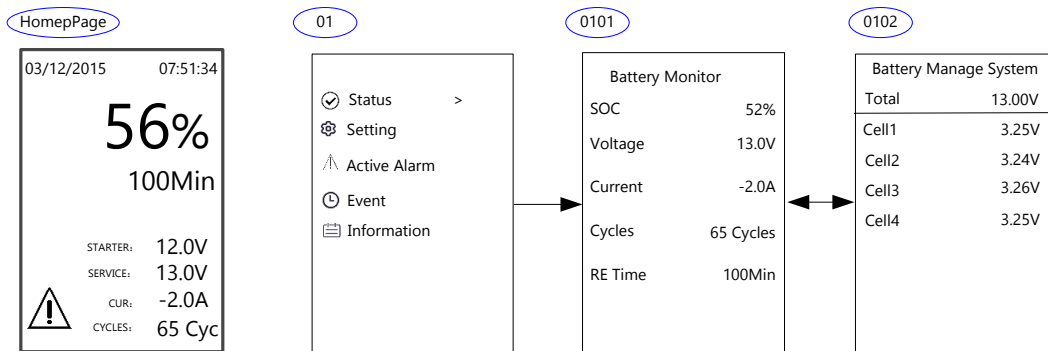 HomepPage
03/12/2015 07:51:34
56%
100Min
STARTER: 12.0V
SERVICE: 13.0V
CUR: -2.0A
CYCLES: 65 Cyc
01
Status >
Setting
Active Alarm
Event
Information
0101
Battery Monitor
SOC 52%
Voltage 13.0V
Current -2.0A
Cycles 65 Cycles
RE Time 100Min
0102
Battery Manage System
Total 13.00V
Cell1 3.25V
Cell2 3.24V
Cell3 3.26V
Cell4 3.25V